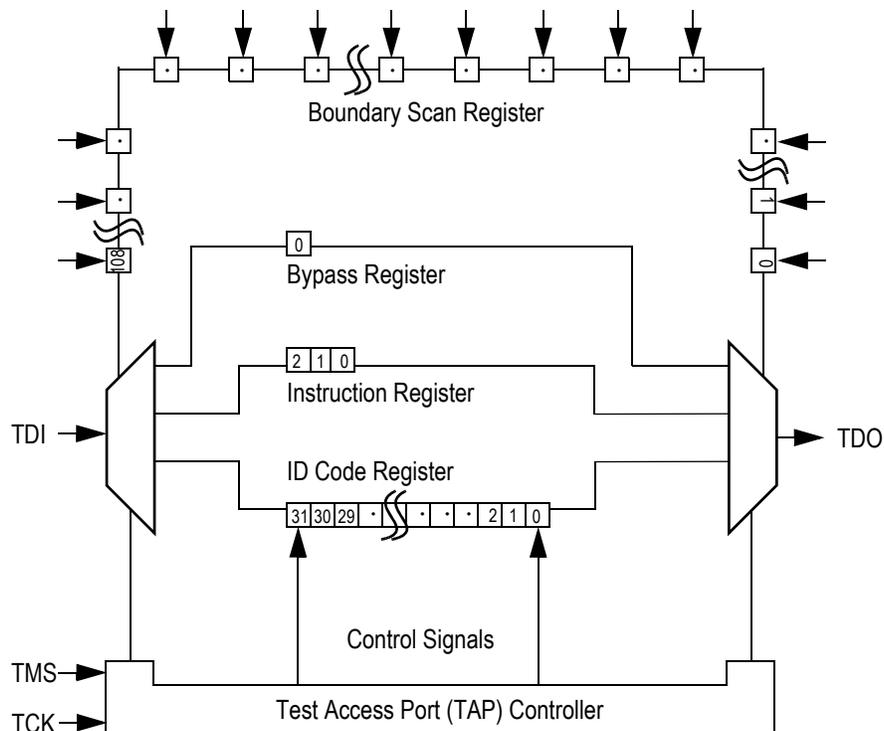 Boundary Scan Register
1
108
0
0
Bypass Register
2 1 0
Instruction Register
TDI
TDO
ID Code Register
31 30 29 · · · · 2 1 0
Control Signals
TMS
Test Access Port (TAP) Controller
TCK